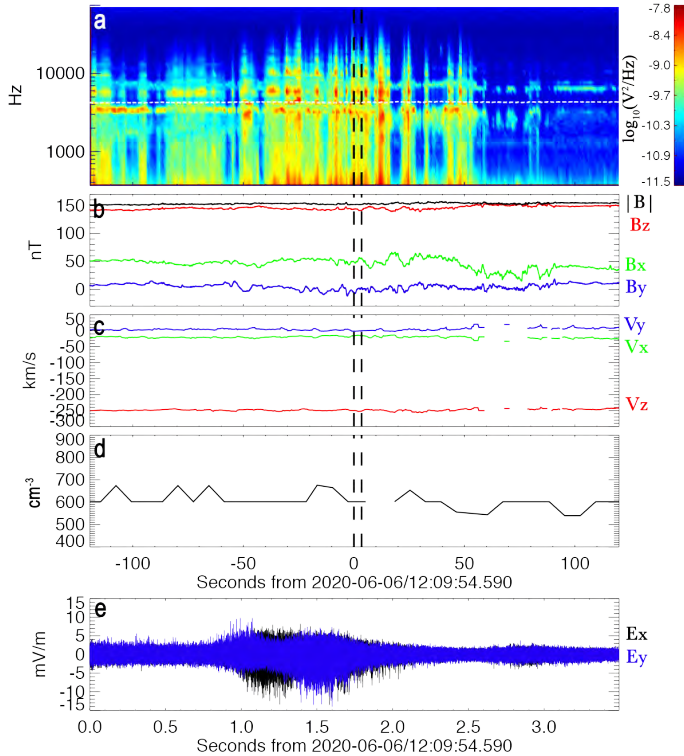 a
Hz
10000
1000
-7.8
-8.5
-9.1
-9.7
-10.3
-10.9
-11.5
log10(V²/Hz)
b
nT
150
100
50
0
|B|
Bz
Bx
By
c
km/s
50
0
-50
-100
-150
-200
-250
-300
Vy
Vx
Vz
d
cm⁻³
900
800
700
600
500
400
-100 -50 0 50 100
Seconds from 2020-06-06/12:09:54.590
e
mV/m
15
10
5
0
-5
-10
-15
Ex
Ey
0.0 0.5 1.0 1.5 2.0 2.5 3.0
Seconds from 2020-06-06/12:09:54.590